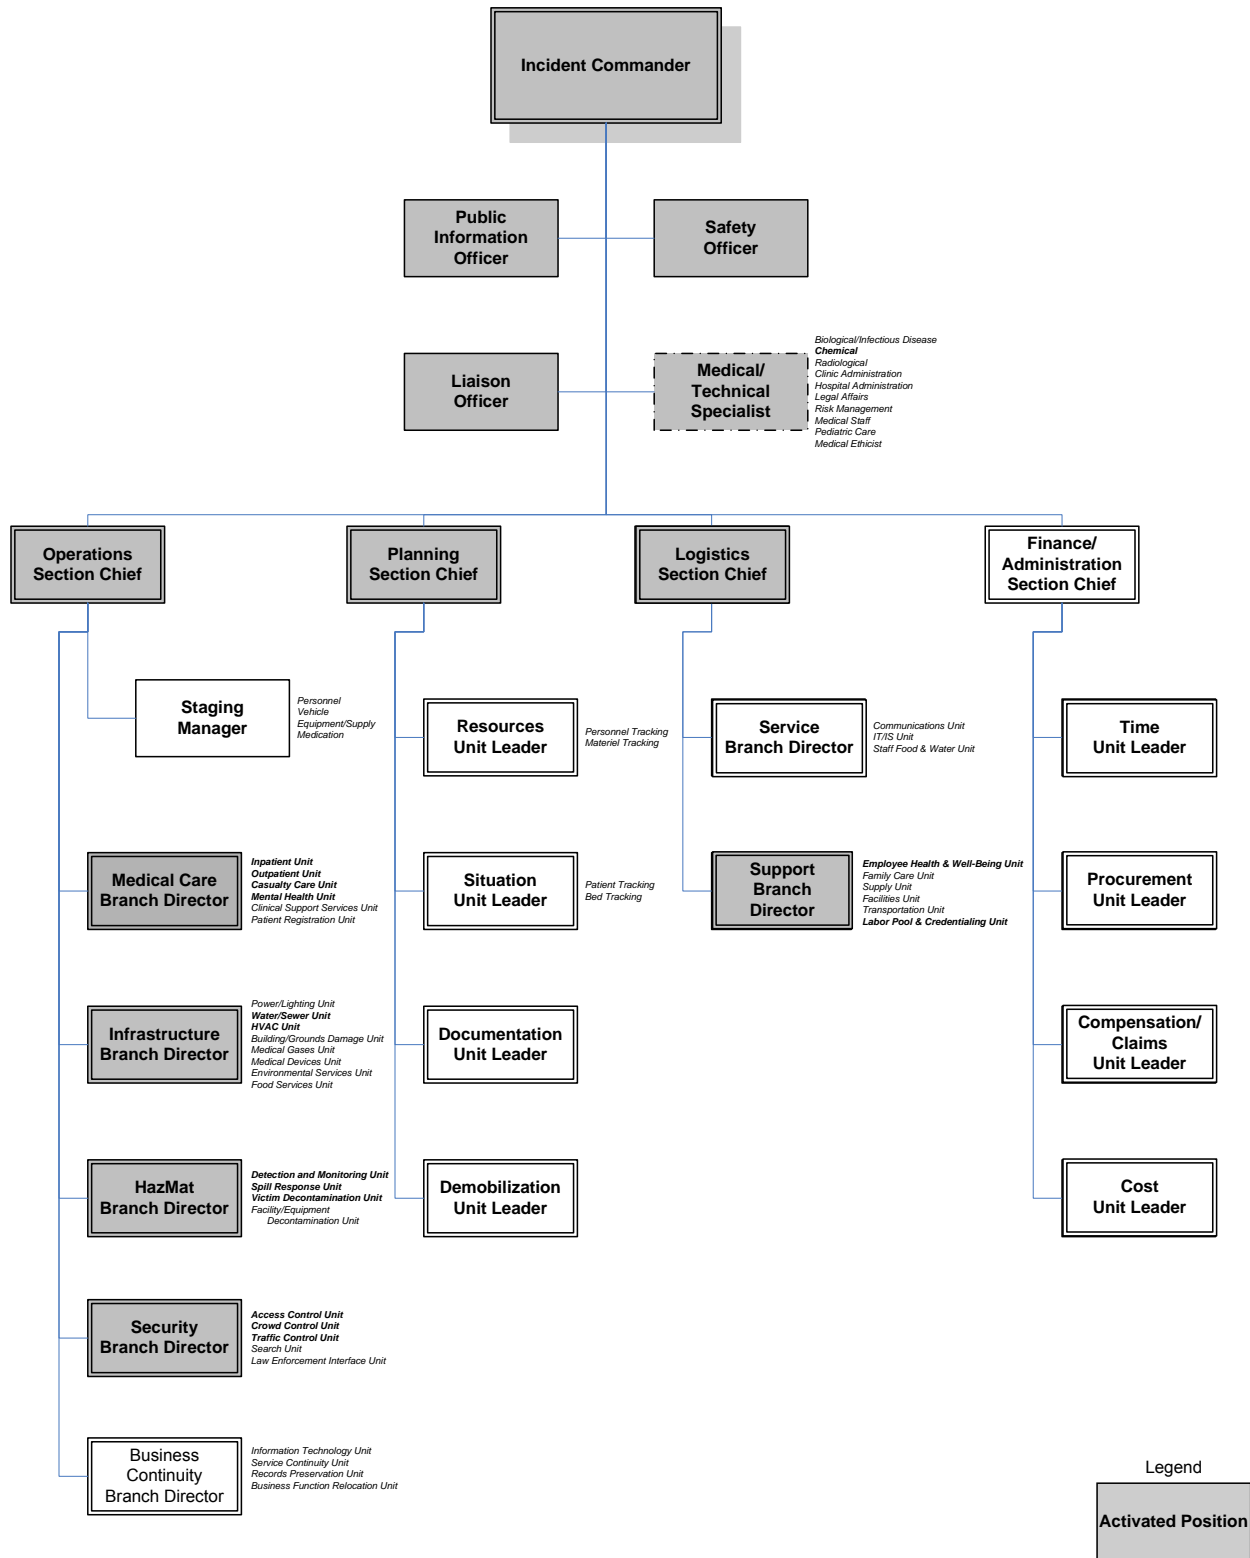 Incident Commander
Public
Information
Officer
Safety
Officer
Liaison
Officer
Medical/
Technical
Specialist
Biological/Infectious Disease
Chemical
Radiological
Clinic Administration
Hospital Administration
Legal Affairs
Risk Management
Medical Staff
Pediatric Care
Medical Ethicist
Operations
Section Chief
Planning
Section Chief
Logistics
Section Chief
Finance/
Administration
Section Chief
Staging
Manager
Personnel
Vehicle
Equipment/Supply
Medication
Resources
Unit Leader
Personnel Tracking
Materiel Tracking
Service
Branch Director
Communications Unit
IT/IS Unit
Staff Food & Water Unit
Time
Unit Leader
Medical Care
Branch Director
Inpatient Unit
Outpatient Unit
Casualty Care Unit
Mental Health Unit
Clinical Support Services Unit
Patient Registration Unit
Situation
Unit Leader
Patient Tracking
Bed Tracking
Support
Branch
Director
Employee Health & Well-Being Unit
Family Care Unit
Supply Unit
Facilities Unit
Transportation Unit
Labor Pool & Credentialing Unit
Procurement
Unit Leader
Infrastructure
Branch Director
Power/Lighting Unit
Water/Sewer Unit
HVAC Unit
Building/Grounds Damage Unit
Medical Gases Unit
Medical Devices Unit
Environmental Services Unit
Food Services Unit
Documentation
Unit Leader
Compensation/
Claims
Unit Leader
HazMat
Branch Director
Detection and Monitoring Unit
Spill Response Unit
Victim Decontamination Unit
Facility/Equipment
Decontamination Unit
Demobilization
Unit Leader
Cost
Unit Leader
Security
Branch Director
Access Control Unit
Crowd Control Unit
Traffic Control Unit
Search Unit
Law Enforcement Interface Unit
Business
Continuity
Branch Director
Information Technology Unit
Service Continuity Unit
Records Preservation Unit
Business Function Relocation Unit
Legend
Activated Position